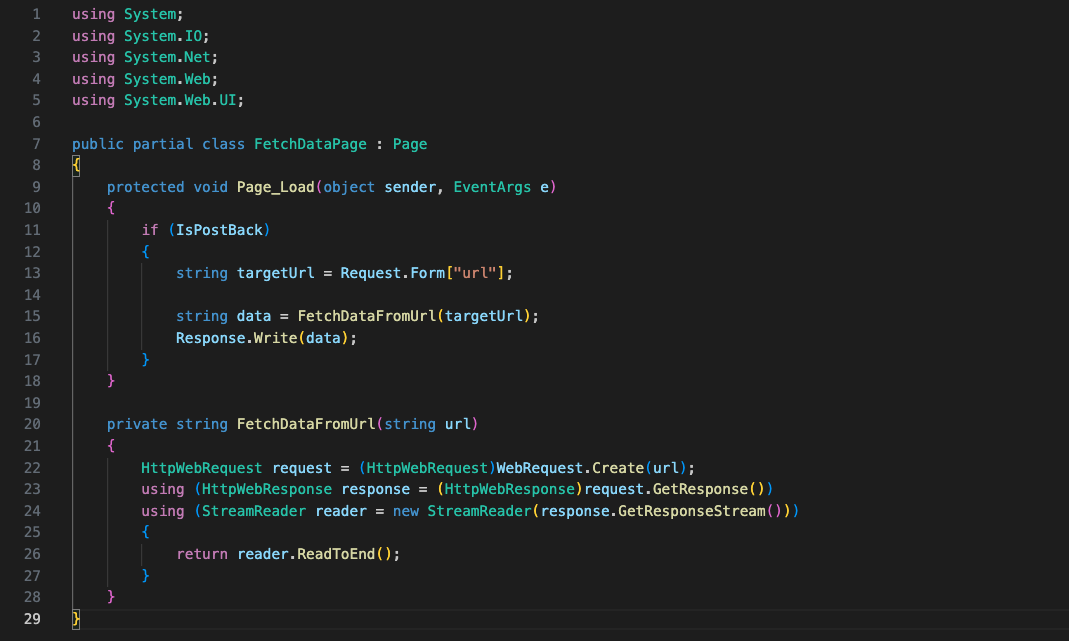 1 using System;
2 using System.IO;
3 using System.Net;
4 using System.Web;
5 using System.Web.UI;
6
7 public partial class FetchDataPage : Page
8 {
9     protected void Page_Load(object sender, EventArgs e)
10     {
11         if (IsPostBack)
12         {
13             string targetUrl = Request.Form["url"];
14
15             string data = FetchDataFromUrl(targetUrl);
16             Response.Write(data);
17         }
18     }
19
20     private string FetchDataFromUrl(string url)
21     {
22         HttpWebRequest request = (HttpWebRequest)WebRequest.Create(url);
23         using (HttpWebResponse response = (HttpWebResponse)request.GetResponse())
24         using (StreamReader reader = new StreamReader(response.GetResponseStream()))
25         {
26             return reader.ReadToEnd();
27         }
28     }
29 }